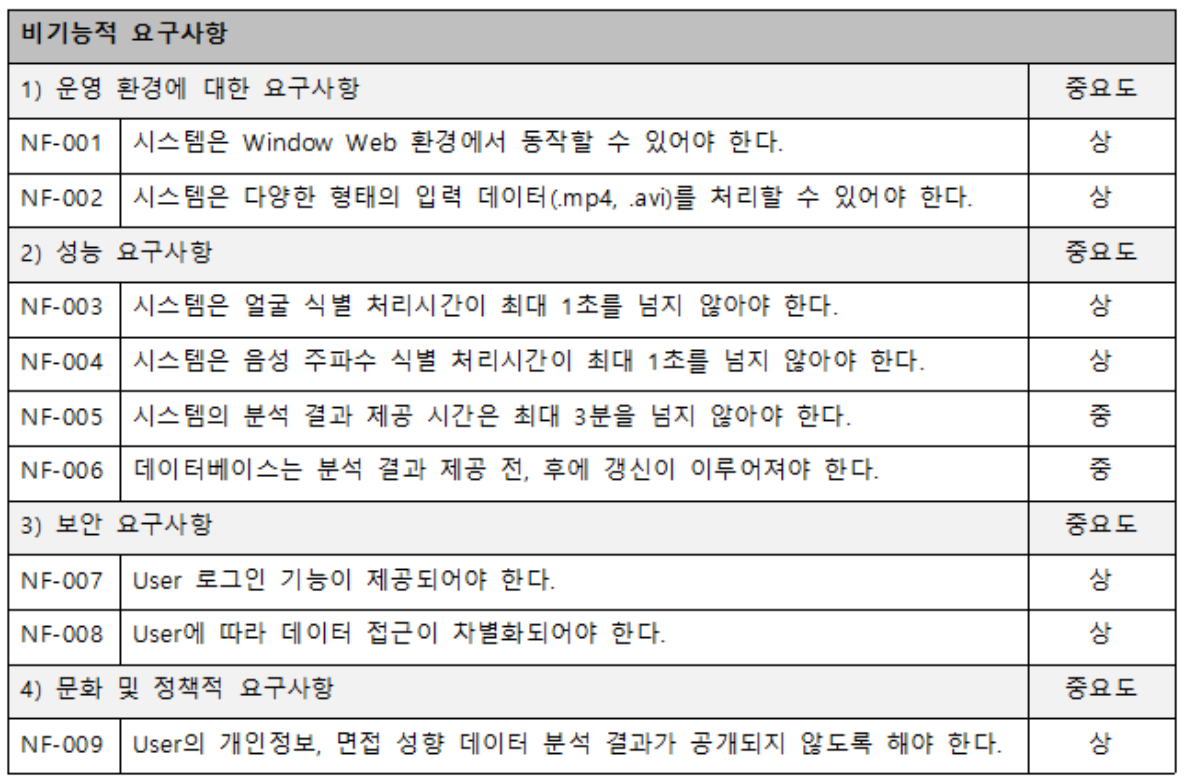 비기능적 요구사항
1) 운영 환경에 대한 요구사항 중요도
NF-001 시스템은 Window Web 환경에서 동작할 수 있어야 한다. 상
NF-002 시스템은 다양한 형태의 입력 데이터(.mp4, .avi)를 처리할 수 있어야 한다. 상
2) 성능 요구사항 중요도
NF-003 시스템은 얼굴 식별 처리시간이 최대 1초를 넘지 않아야 한다. 상
NF-004 시스템은 음성 주파수 식별 처리시간이 최대 1초를 넘지 않아야 한다. 상
NF-005 시스템의 분석 결과 제공 시간은 최대 3분을 넘지 않아야 한다. 중
NF-006 데이터베이스는 분석 결과 제공 전, 후에 갱신이 이루어져야 한다. 중
3) 보안 요구사항 중요도
NF-007 User 로그인 기능이 제공되어야 한다. 상
NF-008 User에 따라 데이터 접근이 차별화되어야 한다. 상
4) 문화 및 정책적 요구사항 중요도
NF-009 User의 개인정보, 면접 성향 데이터 분석 결과가 공개되지 않도록 해야 한다. 상